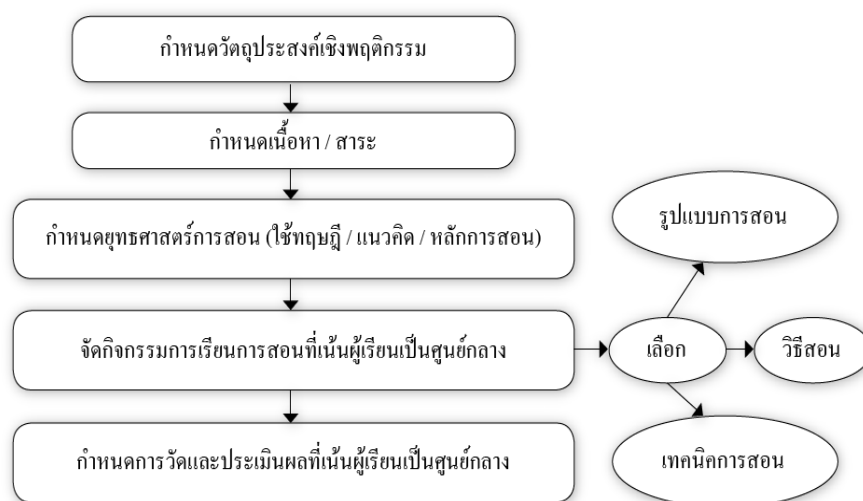 กำหนดวัตถุประสงค์เชิงพฤติกรรม
กำหนดเนื้อหา / สาระ
กำหนดยุทธศาสตร์การสอน (ใช้ทฤษฎี / แนวคิด / หลักการสอน)
จัดกิจกรรมการเรียนการสอนที่เน้นผู้เรียนเป็นศูนย์กลาง
กำหนดการวัดและประเมินผลที่เน้นผู้เรียนเป็นศูนย์กลาง
รูปแบบการสอน
เลือก
วิธีสอน
เทคนิคการสอน